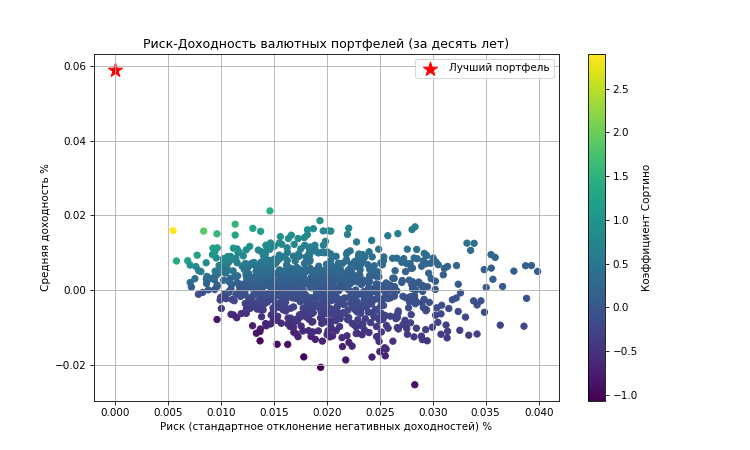 Риск-Доходность валютных портфелей (за десять лет)
Лучший портфель
0.06
0.04
0.02
0.00
−0.02
Средняя доходность %
0.000 0.005 0.010 0.015 0.020 0.025 0.030 0.035 0.040
Риск (стандартное отклонение негативных доходностей) %
2.5
2.0
1.5
1.0
0.5
0.0
−0.5
−1.0
Коэффициент Сортино